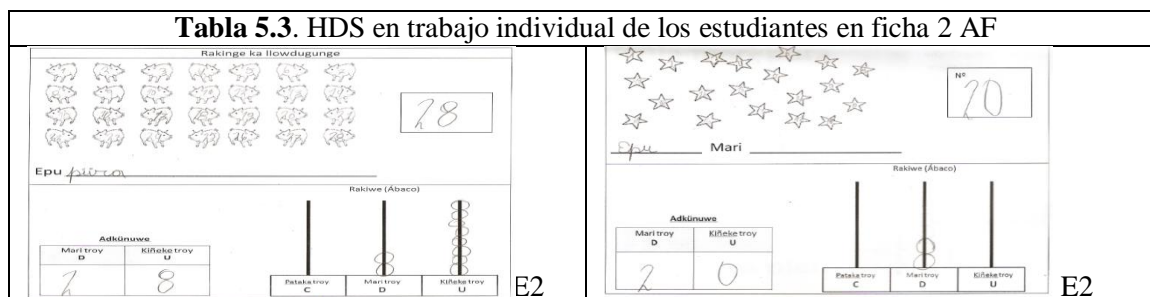 Tabla 5.3. HDS en trabajo individual de los estudiantes en ficha 2 AF
Rakinge ka llowdugunge
28
Epu
Rakiwe (Ábaco)
Adkünuwe
Mari troy
D
Kiñeke troy
U
2
8
Pataka troy
C
Mari troy
D
Kiñeke troy
U
E2
Nº
20
Epu Mari
Rakiwe (Ábaco)
Adkünuwe
Mari troy
D
Kiñeke troy
U
2
0
Pataka troy
C
Mari troy
D
Kiñeke troy
U
E2